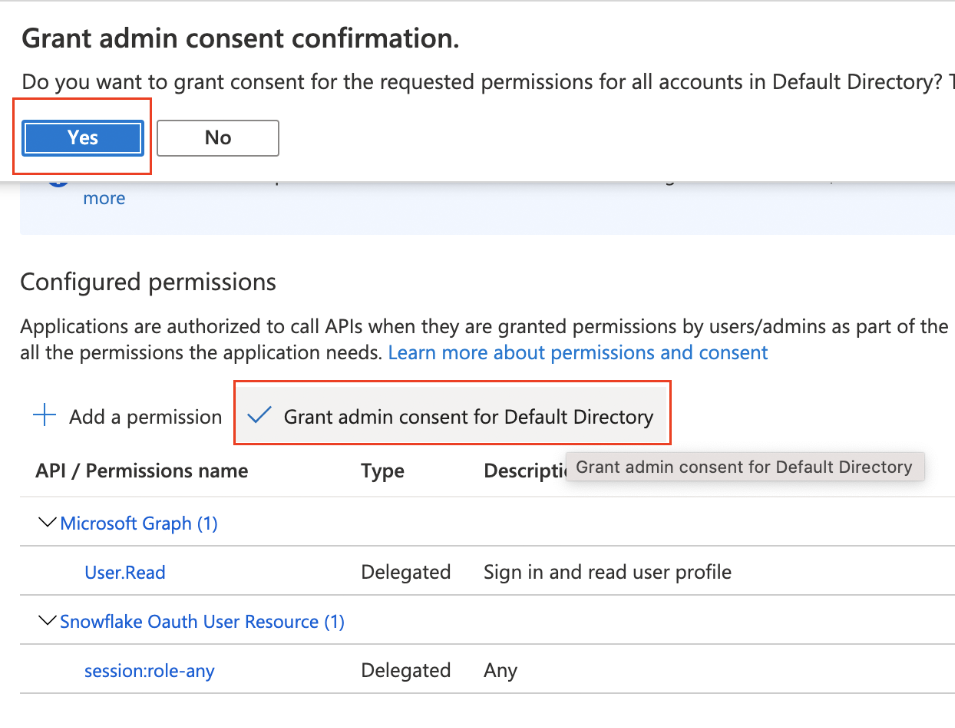 Grant admin consent confirmation.
Do you want to grant consent for the requested permissions for all accounts in Default Directory?
Yes
No
more
Configured permissions
Applications are authorized to call APIs when they are granted permissions by users/admins as part of the
all the permissions the application needs. Learn more about permissions and consent
Add a permission
Grant admin consent for Default Directory
API / Permissions name
Type
Grant admin consent for Default Directory
Microsoft Graph (1)
User.Read
Delegated
Sign in and read user profile
Snowflake Oauth User Resource (1)
session:role-any
Delegated
Any